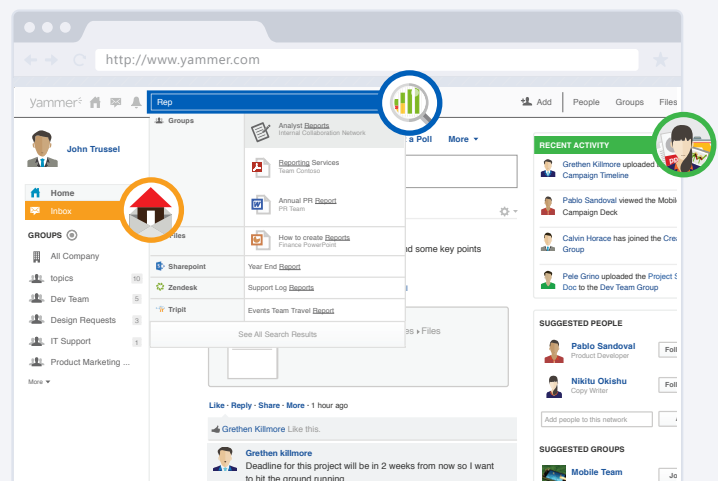 http://www.yammer.com
yammer
Rep
Add
People
Groups
Files
John Trussel
Home
Inbox
GROUPS
All Company
topics
10
Dev Team
5
Design Requests
3
IT Support
1
Product Marketing ...
More
Groups
Analyst Reports
Internal Collaboration Network
Reporting Services
Team Contoso
Annual PR Report
PR Team
Files
How to create Reports
Finance PowerPoint
Sharepoint
Year End Report
Zendesk
Support Log Reports
Tripit
Events Team Travel Report
See All Search Results
a Poll
More
some key points
Files
Like · Reply · Share · More · 1 hour ago
Grethen Killmore Like this.
Grethen killmore
Deadline for this project will be in 2 weeks from now so I want
to hit the ground running
RECENT ACTIVITY
Grethen Killmore uploaded
Campaign Timeline
Pablo Sandoval viewed the
Campaign Deck
Calvin Horace has joined the
Group
Pele Grino uploaded the Project
Doc to the Dev Team Group
SUGGESTED PEOPLE
Pablo Sandoval
Product Developer
Nikitu Okishu
Copy Writer
Add people to this network
SUGGESTED GROUPS
Mobile Team